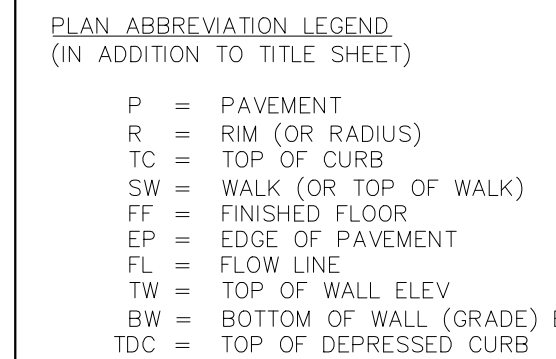 PLAN ABBREVIATION LEGEND
(IN ADDITION TO TITLE SHEET)
P = PAVEMENT
R = RIM (OR RADIUS)
TC = TOP OF CURB
SW = WALK (OR TOP OF WALK)
FF = FINISHED FLOOR
EP = EDGE OF PAVEMENT
FL = FLOW LINE
TW = TOP OF WALL ELEV
BW = BOTTOM OF WALL (GRADE)
TDC = TOP OF DEPRESSED CURB